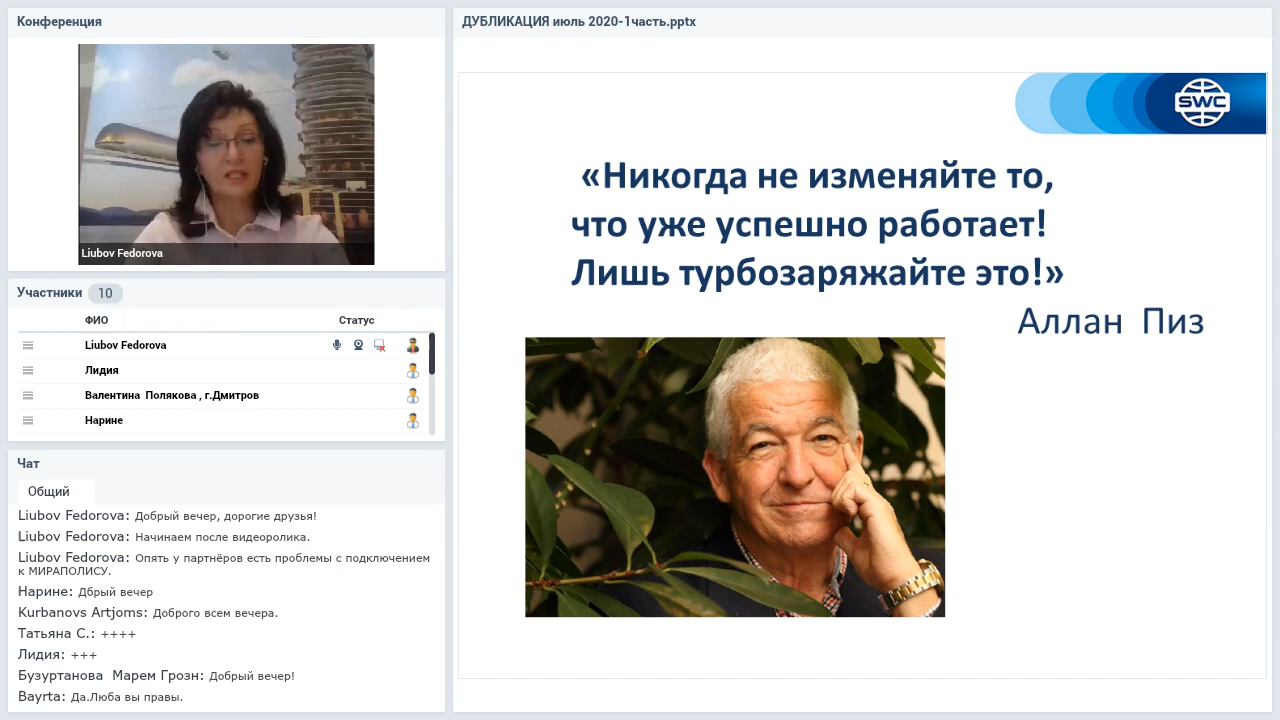 Конференция
Liubov Fedorova
Участники 10
ФИО Статус
Liubov Fedorova
Лидия
Валентина Полякова , г.Дмитров
Нарине
Чат
Общий
Liubov Fedorova: Добрый вечер, дорогие друзья!
Liubov Fedorova: Начинаем после видеоролика.
Liubov Fedorova: Опять у партнёров есть проблемы с подключением
к МИРАПОЛИСУ.
Нарине: Дбрый вечер
Kurbanovs Artjoms: Доброго всем вечера.
Татьяна С.: ++++
Лидия: +++
Бузуртанова Марем Грозн: Добрый вечер!
Bayrta: Да.Люба вы правы.
ДУБЛИКАЦИЯ июль 2020-1часть.pptx
SWC
«Никогда не изменяйте то,
что уже успешно работает!
Лишь турбозаряжайте это!»
Аллан Пиз